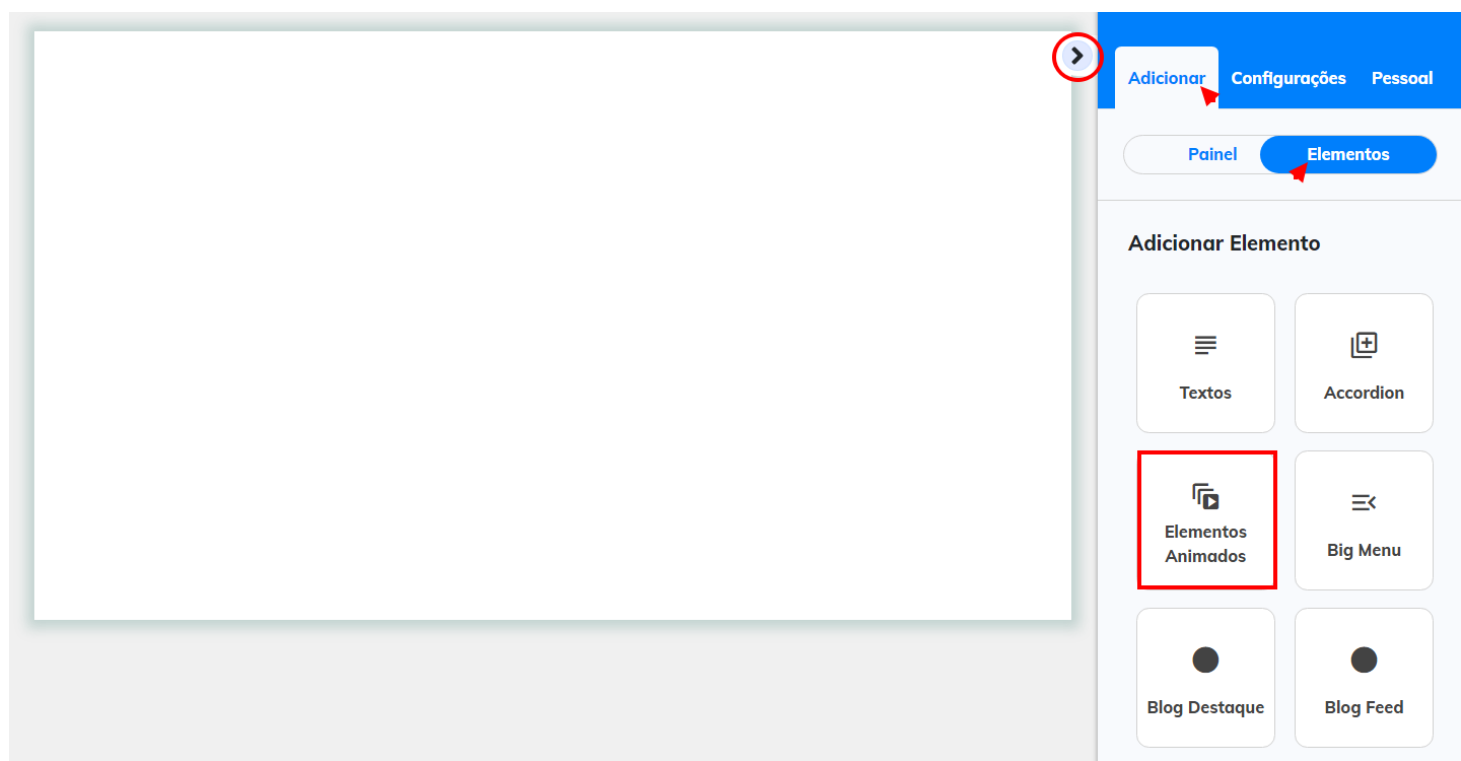 Adicionar Configurações Pessoal
Painel Elementos
Adicionar Elemento
Textos
Accordion
Elementos
Animados
Big Menu
Blog Destaque
Blog Feed